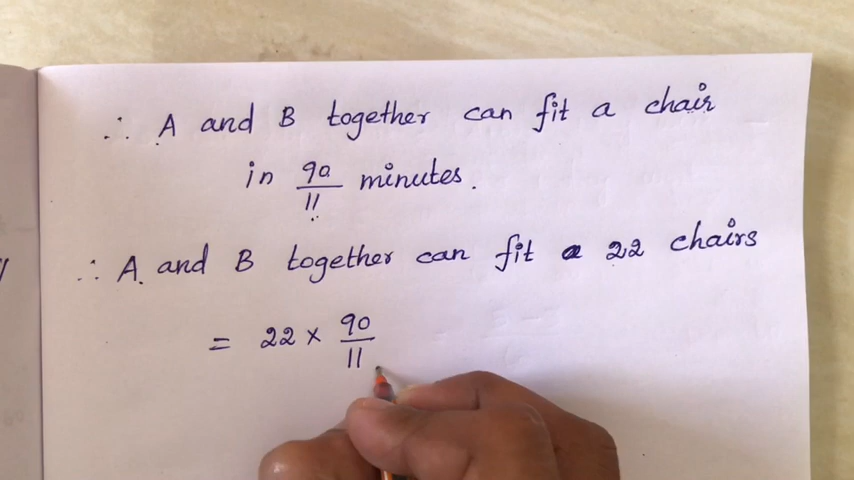 ∴ A and B together can fit a chair
in 90/11 minutes.
∴ A and B together can fit a 22 chairs
= 22 × 90/11